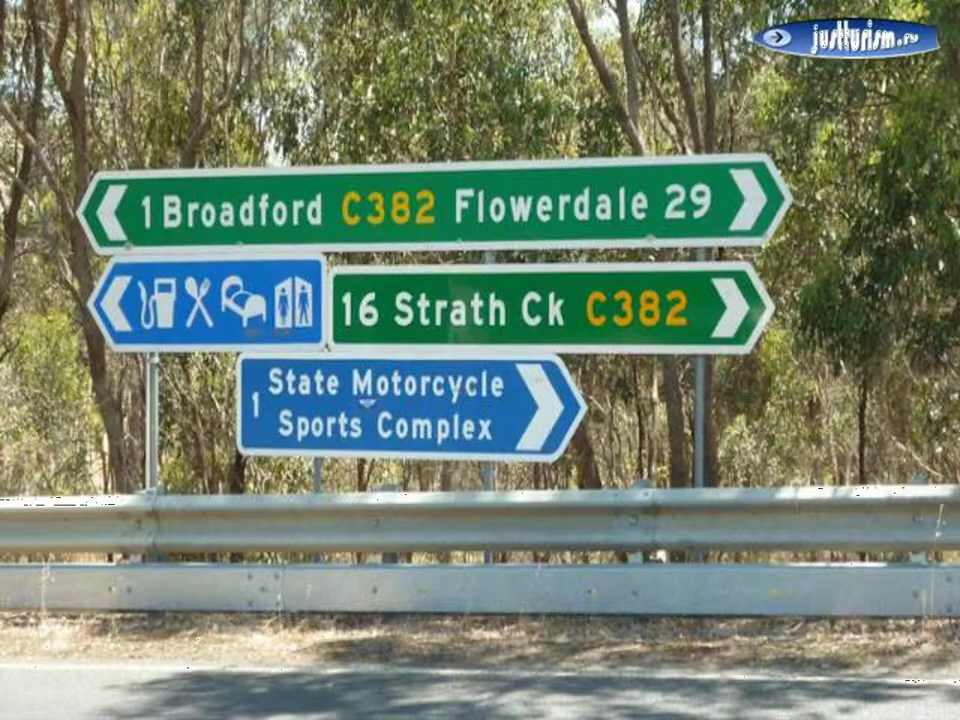 justturism.ru
1 Broadford C382 Flowerdale 29
16 Strath Ck C382
1 State Motorcycle
Sports Complex